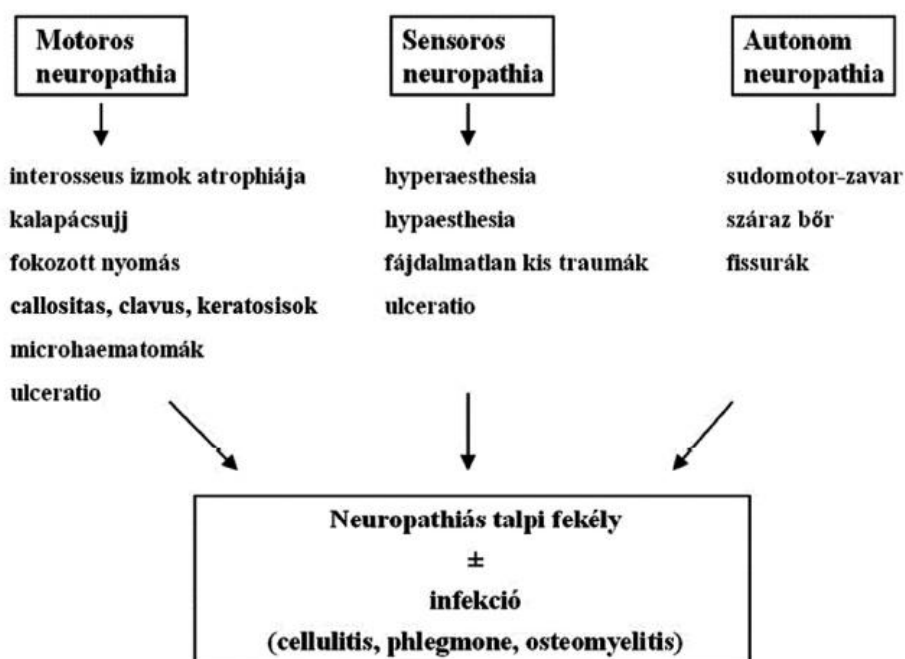 Motoros
neuropathia
interosseus izmok atrophiája
kalapácsujj
fokozott nyomás
callositas, clavus, keratosisok
microhaematomák
ulceratio
Sensoros
neuropathia
hyperaesthesia
hypaesthesia
fájdalmatlan kis traumák
ulceratio
Autonom
neuropathia
sudomotor-zavar
száraz bőr
fissurák
Neuropathiás talpi fekély
±
infekció
(cellulitis, phlegmone, osteomyelitis)